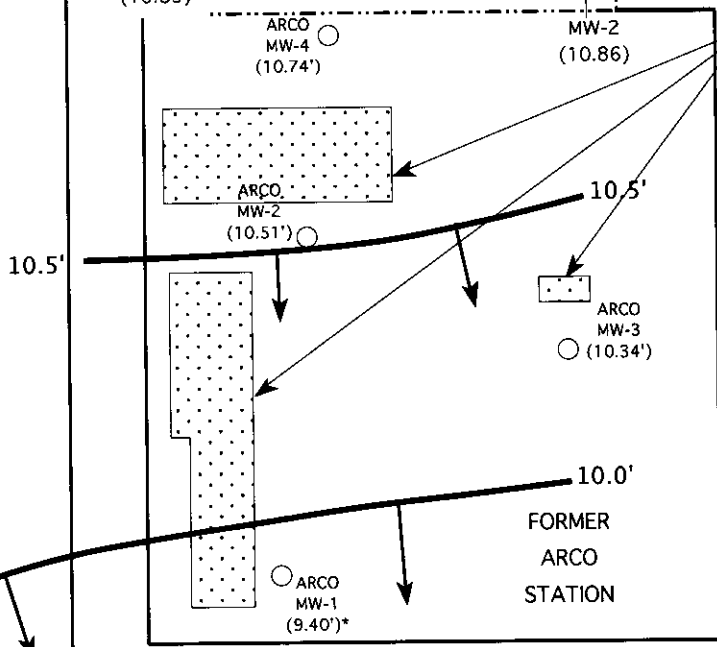 ARCO
MW-4
(10.74')
MW-2
(10.86)
ARCO
MW-2
(10.51')
10.5'
10.5'
ARCO
MW-3
(10.34')
10.0'
FORMER
ARCO
STATION
ARCO
MW-1
(9.40')*